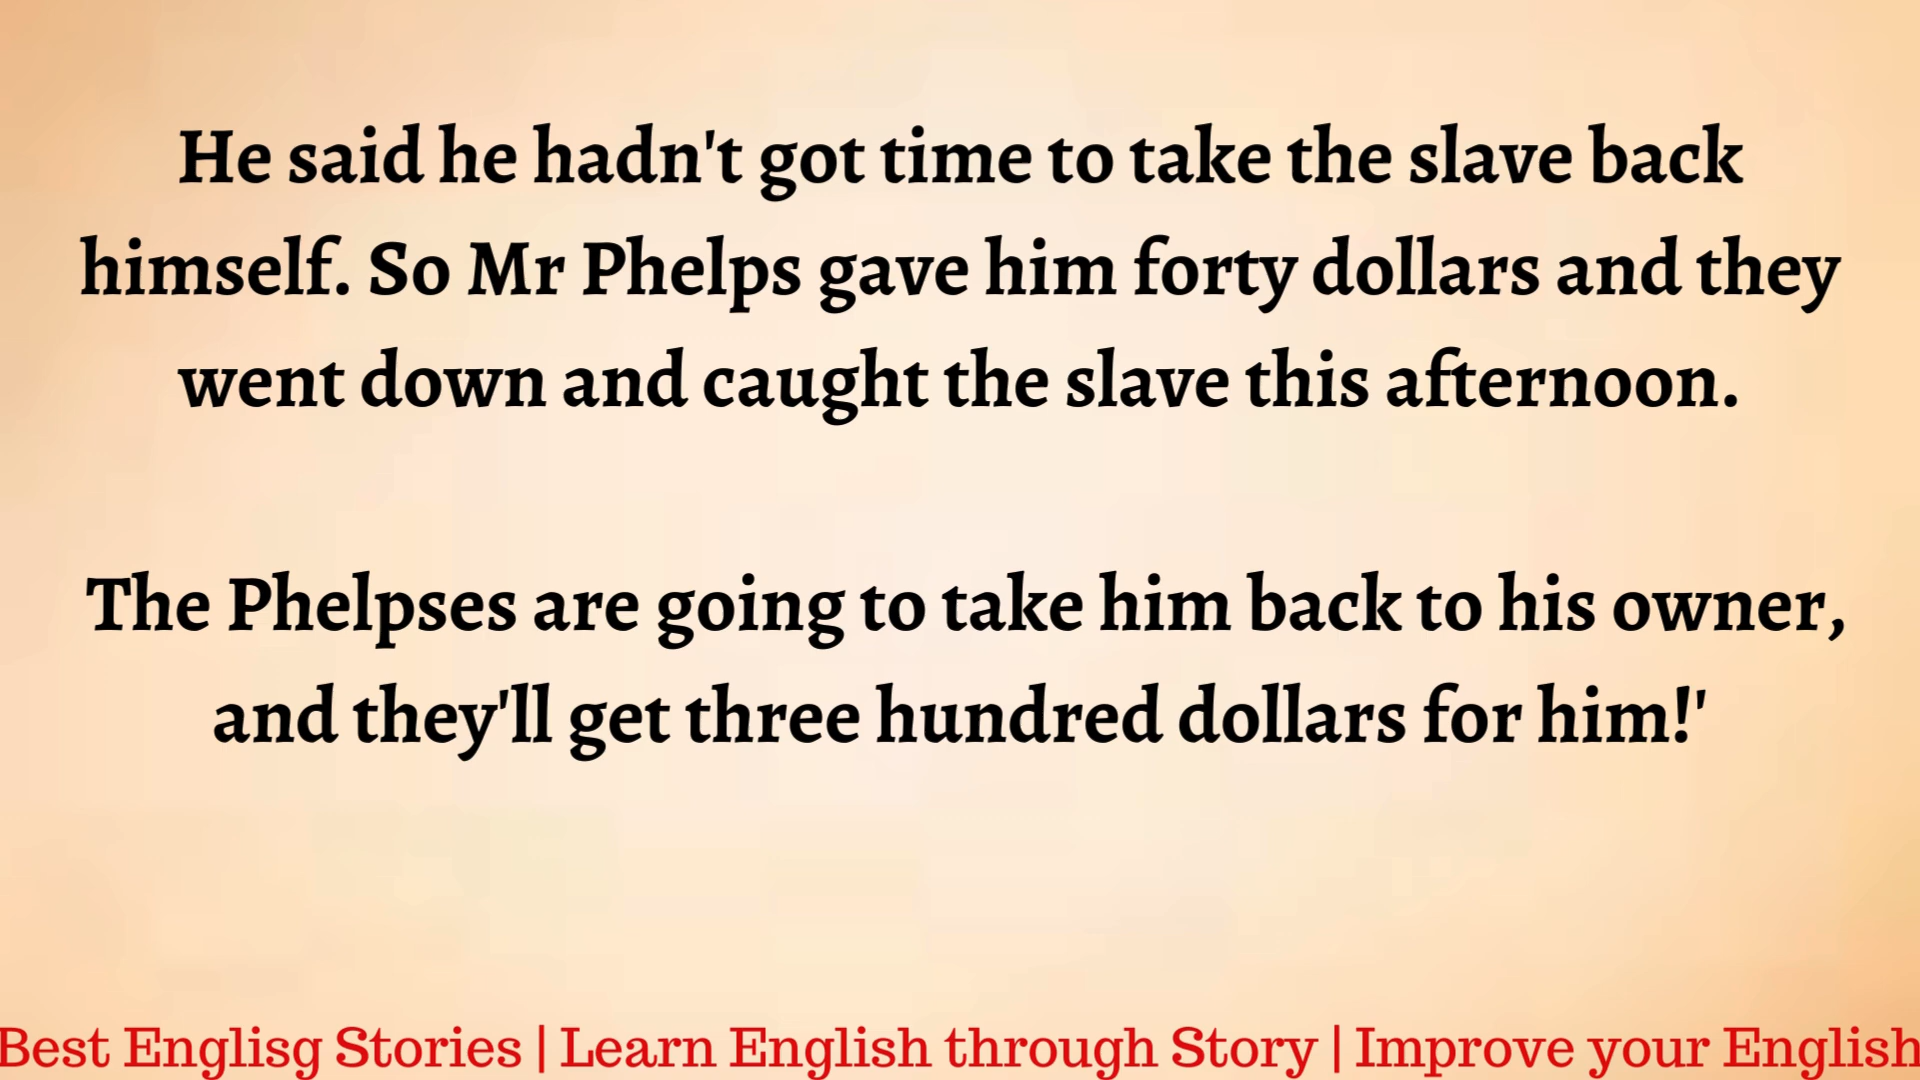 He said he hadn't got time to take the slave back
himself. So Mr Phelps gave him forty dollars and they
went down and caught the slave this afternoon.
The Phelpses are going to take him back to his owner,
and they'll get three hundred dollars for him!'
Best Englisg Stories | Learn English through Story | Improve your English